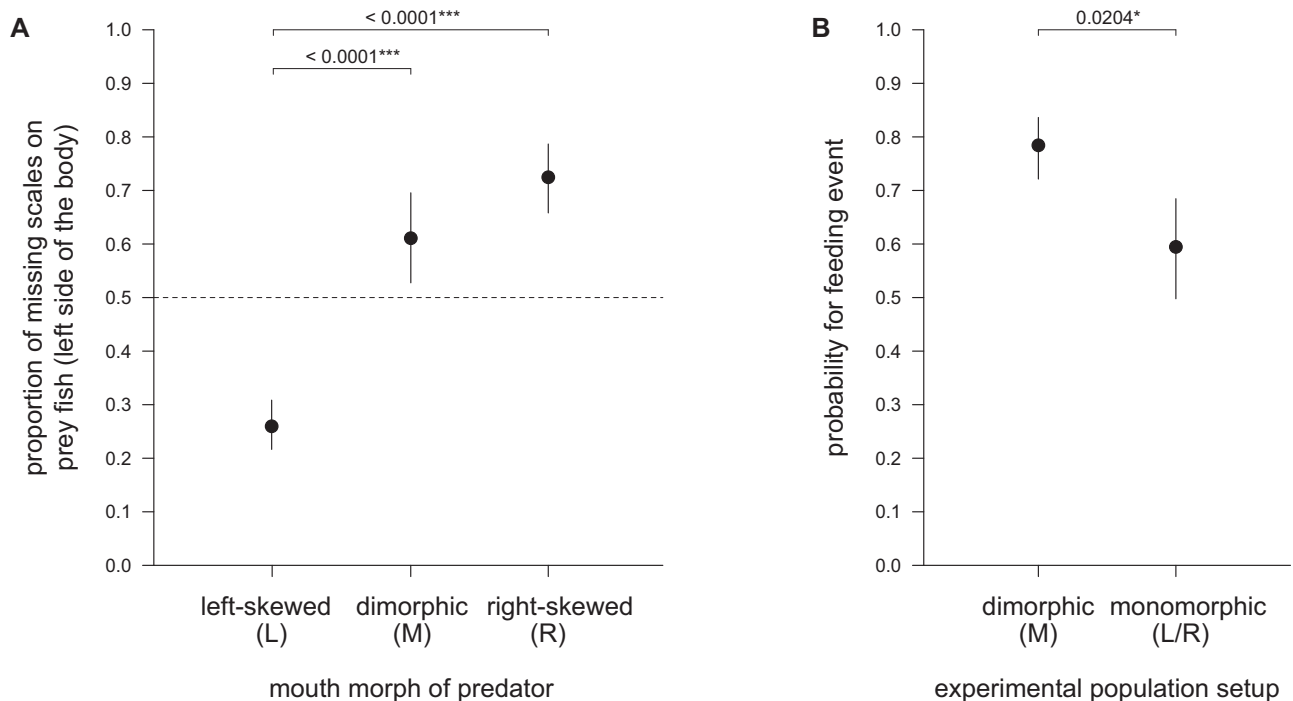 A
< 0.0001***
< 0.0001***
1.0
0.9
0.8
0.7
0.6
0.5
0.4
0.3
0.2
0.1
0.0
proportion of missing scales on
prey fish (left side of the body)
left-skewed
(L)
dimorphic
(M)
right-skewed
(R)
mouth morph of predator
B
0.0204*
1.0
0.9
0.8
0.7
0.6
0.5
0.4
0.3
0.2
0.1
0.0
probability for feeding event
dimorphic
(M)
monomorphic
(L/R)
experimental population setup